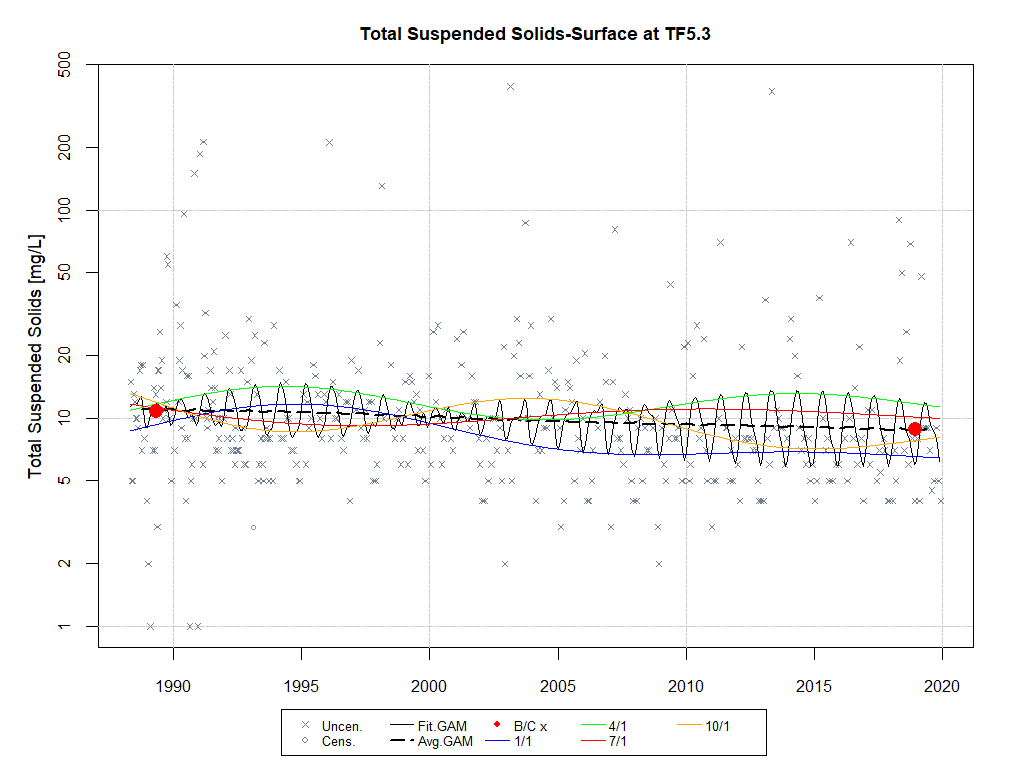 Total Suspended Solids-Surface at TF5.3
Total Suspended Solids [mg/L]
500
200
100
50
20
10
5
2
1
1990 1995 2000 2005 2010 2015 2020
Uncen. Fit.GAM B/C x 4/1 10/1
Cens. Avg.GAM 1/1 7/1